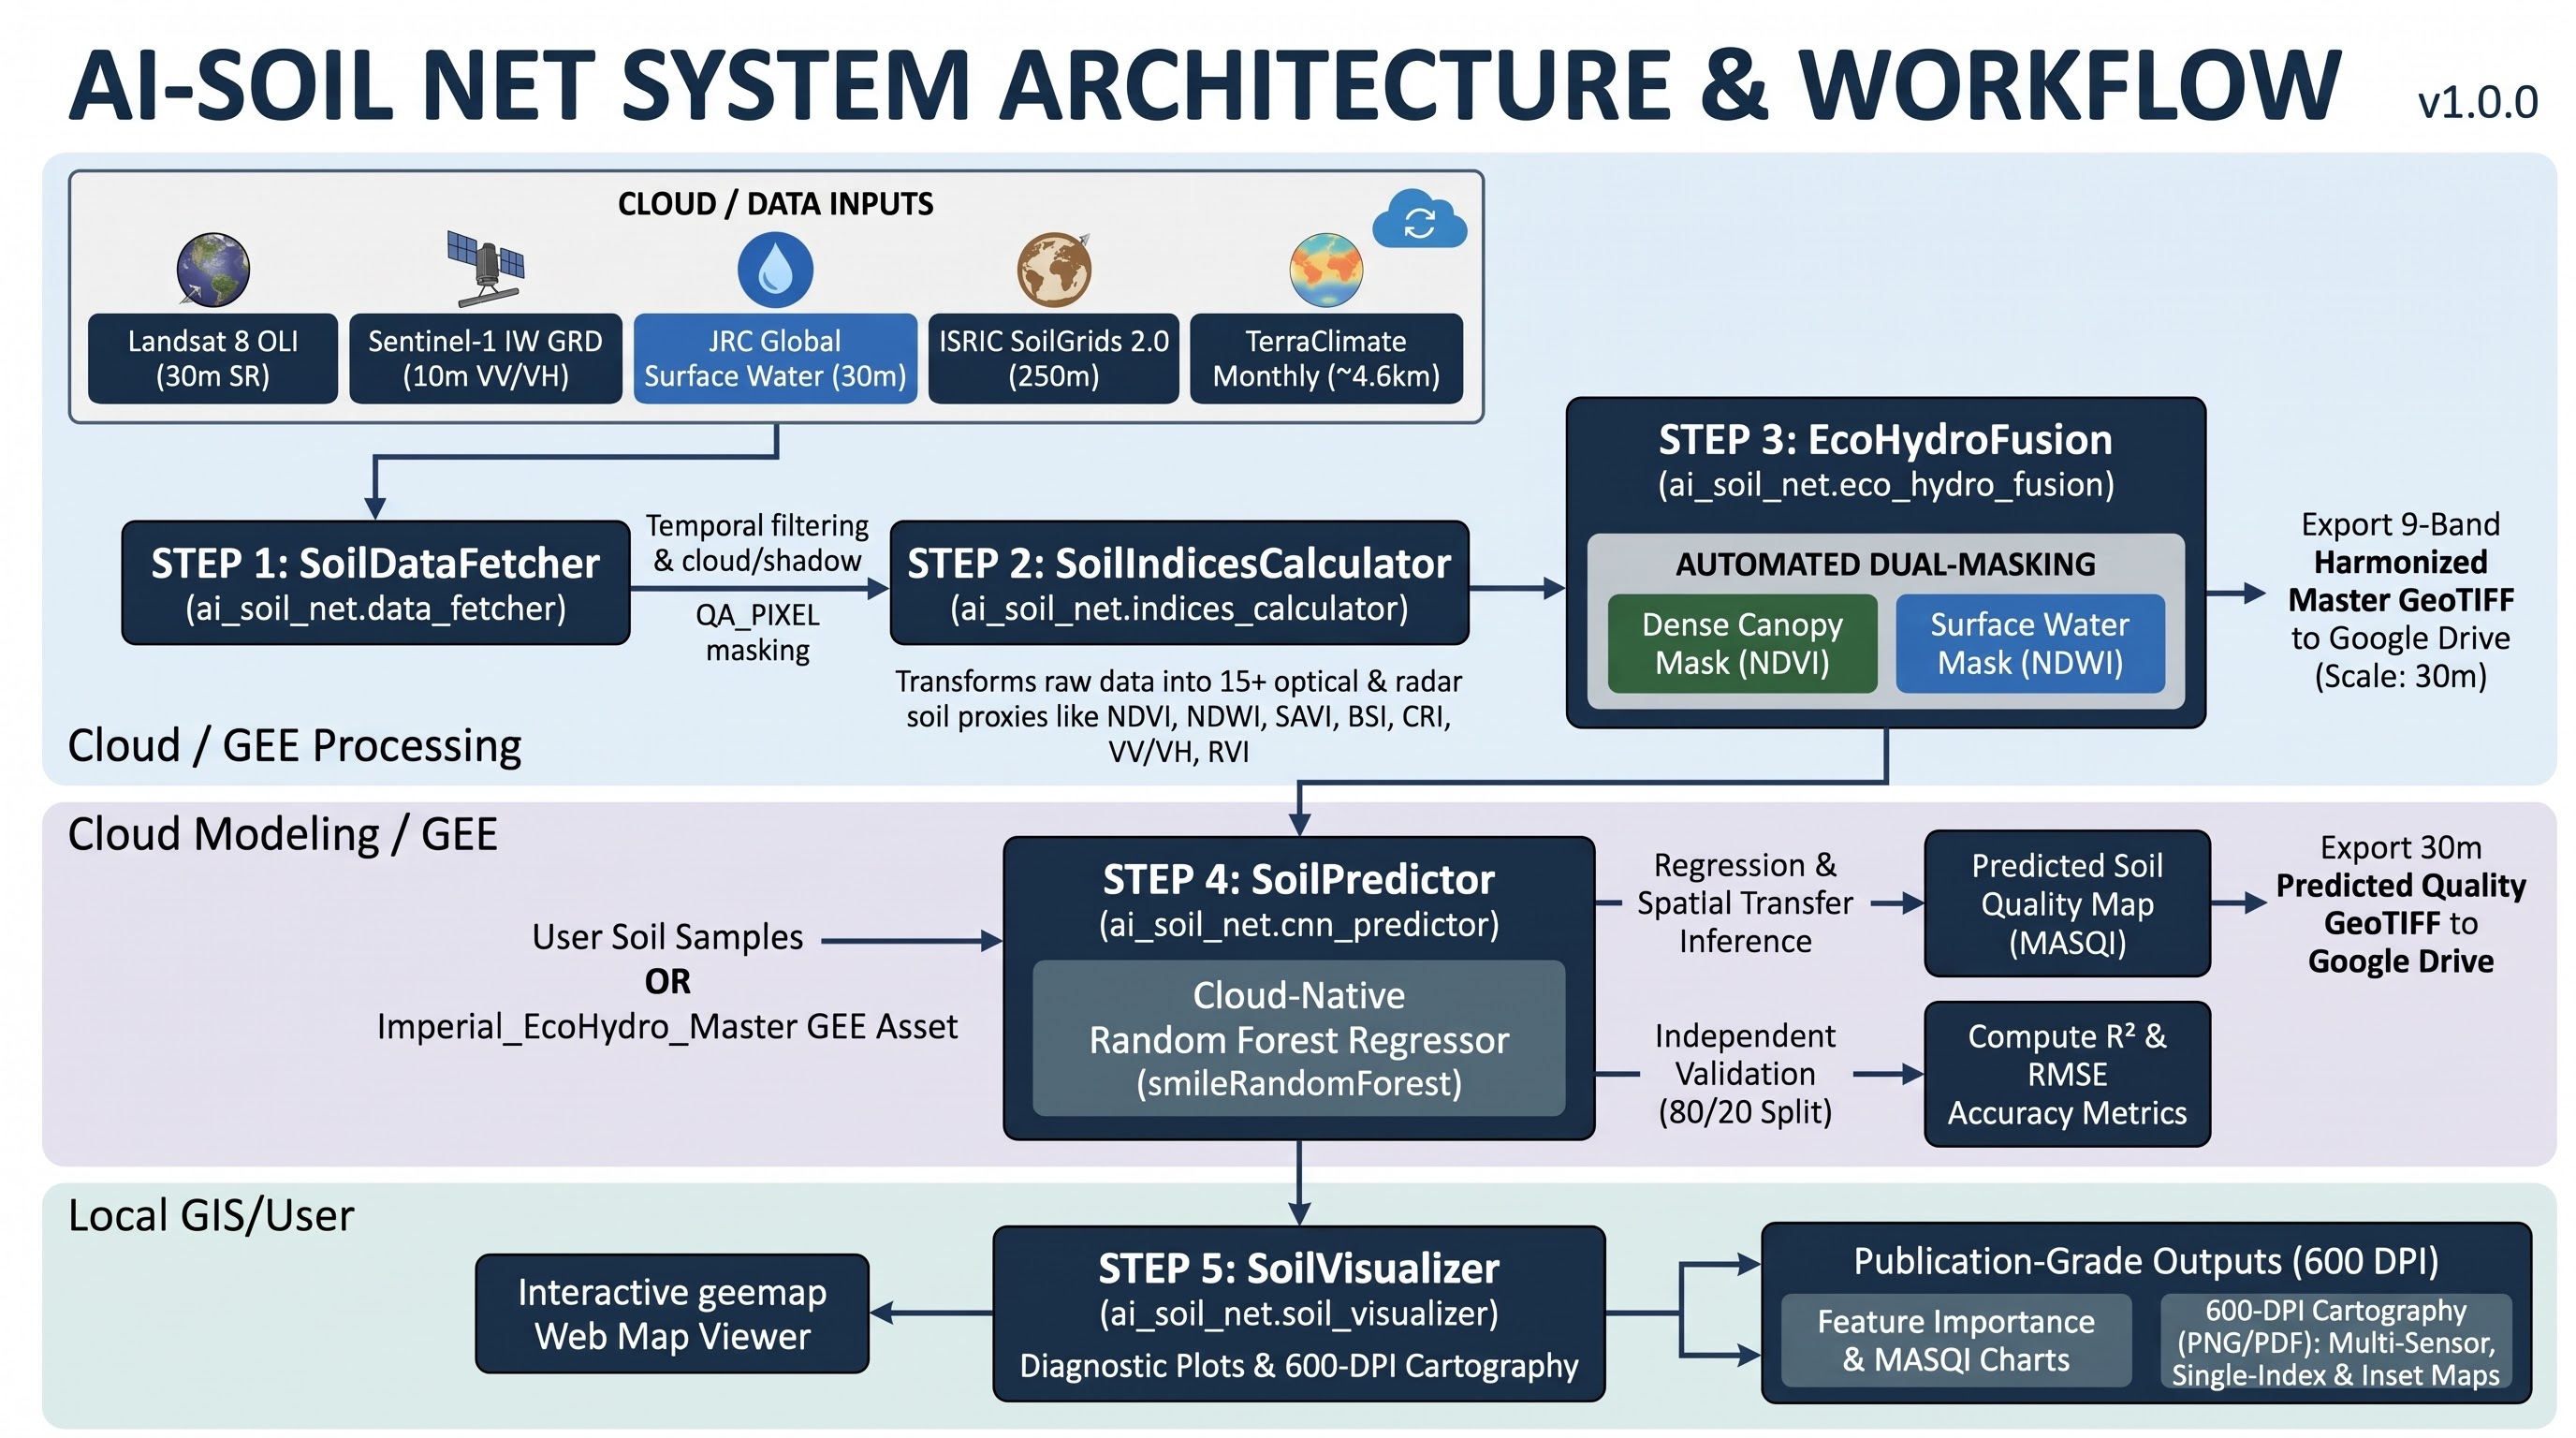 AI-SOIL NET SYSTEM ARCHITECTURE & WORKFLOW
v1.0.0
CLOUD / DATA INPUTS
Landsat 8 OLI
(30m SR)
Sentinel-1 IW GRD
(10m VV/VH)
JRC Global
Surface Water (30m)
ISRIC SoilGrids 2.0
(250m)
TerraClimate
Monthly (~4.6km)
STEP 1: SoilDataFetcher
(ai_soil_net.data_fetcher)
Temporal filtering
& cloud/shadow
QA_PIXEL
masking
STEP 2: SoilIndicesCalculator
(ai_soil_net.indices_calculator)
Transforms raw data into 15+ optical & radar
soil proxies like NDVI, NDWI, SAVI, BSI, CRI,
VV/VH, RVI
STEP 3: EcoHydroFusion
(ai_soil_net.eco_hydro_fusion)
AUTOMATED DUAL-MASKING
Dense Canopy
Mask (NDVI)
Surface Water
Mask (NDWI)
Export 9-Band
Harmonized
Master GeoTIFF
to Google Drive
(Scale: 30m)
Cloud / GEE Processing
Cloud Modeling / GEE
User Soil Samples
OR
Imperial_EcoHydro_Master GEE Asset
STEP 4: SoilPredictor
(ai_soil_net.cnn_predictor)
Cloud-Native
Random Forest Regressor
(smileRandomForest)
Regression &
Spatial Transfer
Inference
Predicted Soil
Quality Map
(MASQI)
Export 30m
Predicted Quality
GeoTIFF to
Google Drive
Independent
Validation
(80/20 Split)
Compute R² &
RMSE
Accuracy Metrics
Local GIS/User
Interactive geemap
Web Map Viewer
STEP 5: SoilVisualizer
(ai_soil_net.soil_visualizer)
Diagnostic Plots & 600-DPI Cartography
Publication-Grade Outputs (600 DPI)
Feature Importance
& MASQI Charts
600-DPI Cartography
(PNG/PDF): Multi-Sensor,
Single-Index & Inset Maps